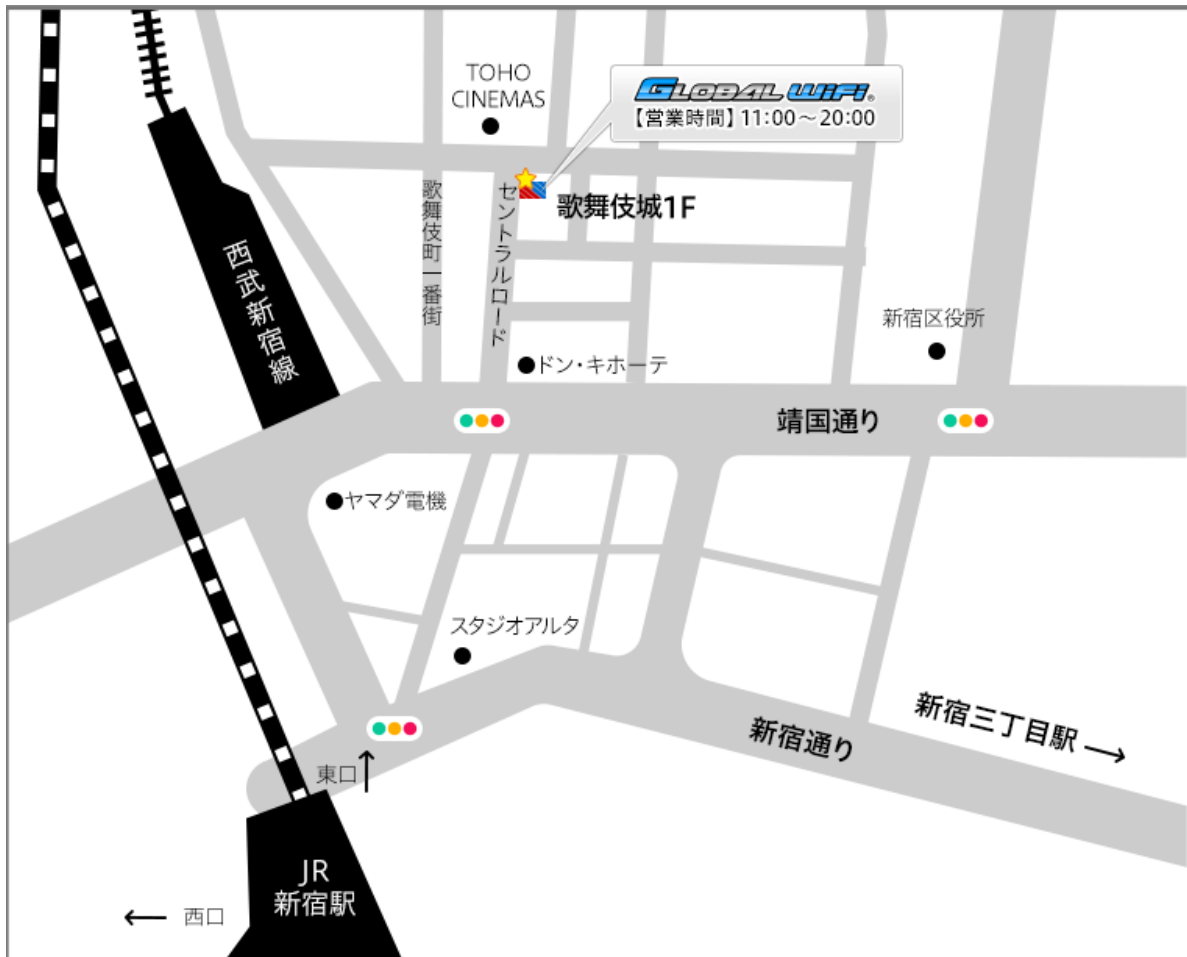 TOHO
CINEMAS
GLOBAL WiFi®
【営業時間】11:00～20:00
歌舞伎町一番街
セントラルロード
歌舞伎城1F
西武新宿線
新宿区役所
ドン・キホーテ
靖国通り
ヤマダ電機
スタジオアルタ
新宿三丁目駅→
新宿通り
東口↑
JR
新宿駅
← 西口